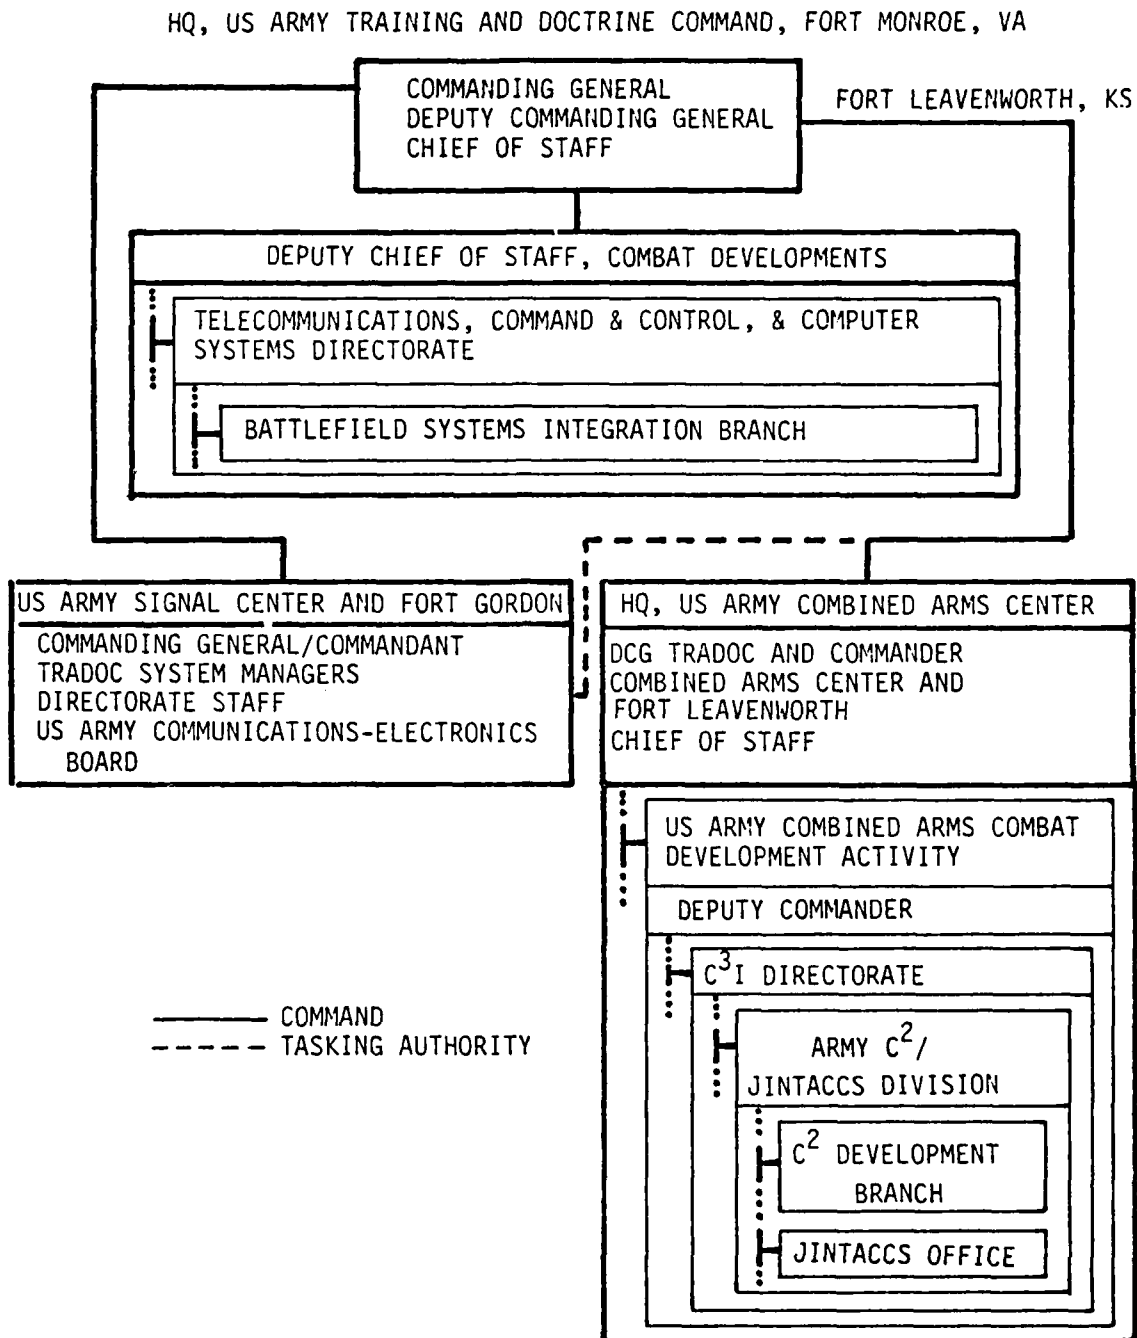 HQ, US ARMY TRAINING AND DOCTRINE COMMAND, FORT MONROE, VA
COMMANDING GENERAL
DEPUTY COMMANDING GENERAL
CHIEF OF STAFF
FORT LEAVENWORTH, KS
DEPUTY CHIEF OF STAFF, COMBAT DEVELOPMENTS
TELECOMMUNICATIONS, COMMAND & CONTROL, & COMPUTER
SYSTEMS DIRECTORATE
BATTLEFIELD SYSTEMS INTEGRATION BRANCH
US ARMY SIGNAL CENTER AND FORT GORDON
COMMANDING GENERAL/COMMANDANT
TRADOC SYSTEM MANAGERS
DIRECTORATE STAFF
US ARMY COMMUNICATIONS-ELECTRONICS
BOARD
HQ, US ARMY COMBINED ARMS CENTER
DCG TRADOC AND COMMANDER
COMBINED ARMS CENTER AND
FORT LEAVENWORTH
CHIEF OF STAFF
US ARMY COMBINED ARMS COMBAT
DEVELOPMENT ACTIVITY
DEPUTY COMMANDER
C³I DIRECTORATE
ARMY C²/
JINTACCS DIVISION
C² DEVELOPMENT
BRANCH
JINTACCS OFFICE
COMMAND
TASKING AUTHORITY